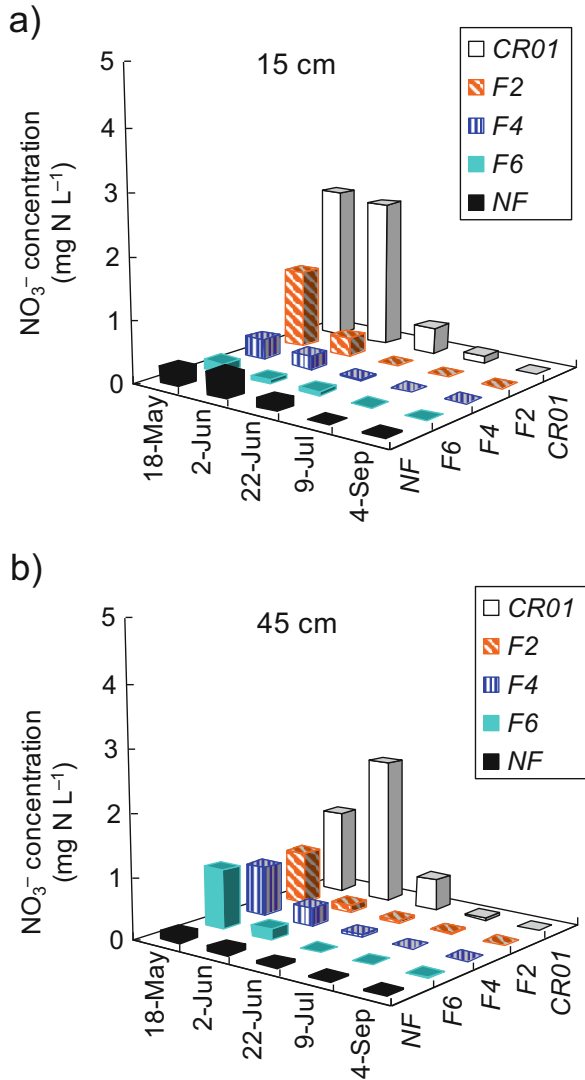 a)
15 cm
NO₃⁻ concentration
(mg N L⁻¹)
5
4
3
2
1
0
CR01
F2
F4
F6
NF
18-May
2-Jun
22-Jun
9-Jul
4-Sep
NF
F6
F4
F2
CR01
b)
45 cm
NO₃⁻ concentration
(mg N L⁻¹)
5
4
3
2
1
0
CR01
F2
F4
F6
NF
18-May
2-Jun
22-Jun
9-Jul
4-Sep
NF
F6
F4
F2
CR01